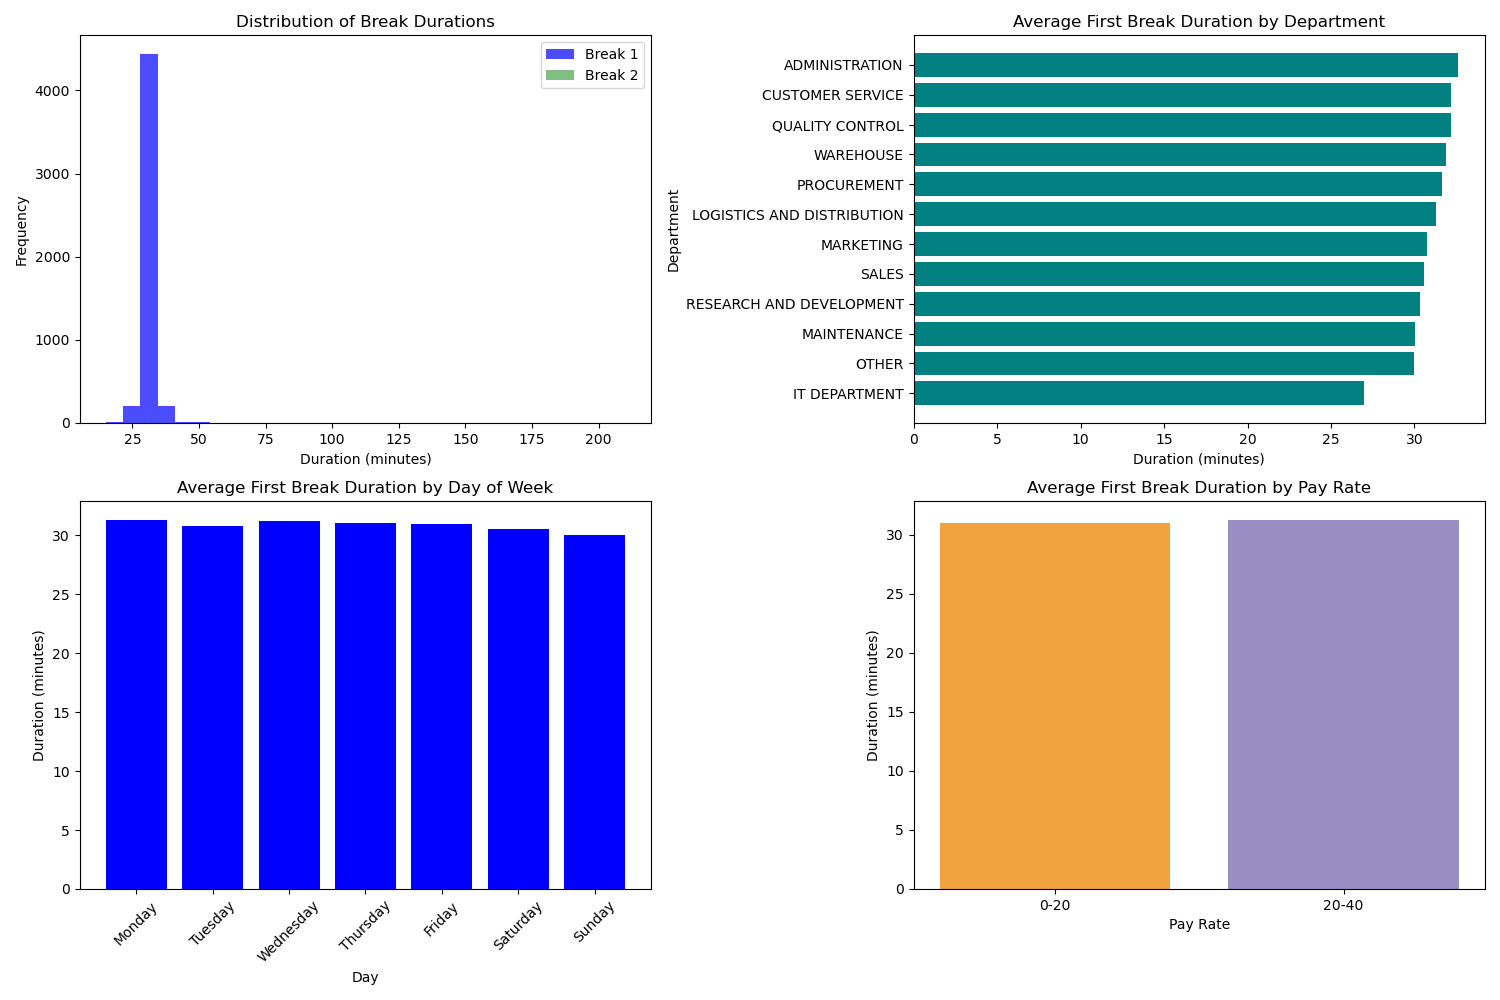 Distribution of Break Durations
Frequency
4000
3000
2000
1000
0
25 50 75 100 125 150 175 200
Duration (minutes)
Break 1
Break 2
Average First Break Duration by Department
Department
ADMINISTRATION
CUSTOMER SERVICE
QUALITY CONTROL
WAREHOUSE
PROCUREMENT
LOGISTICS AND DISTRIBUTION
MARKETING
SALES
RESEARCH AND DEVELOPMENT
MAINTENANCE
OTHER
IT DEPARTMENT
0 5 10 15 20 25 30
Duration (minutes)
Average First Break Duration by Day of Week
Duration (minutes)
30
25
20
15
10
5
0
Monday Tuesday Wednesday Thursday Friday Saturday Sunday
Day
Average First Break Duration by Pay Rate
Duration (minutes)
30
25
20
15
10
5
0
0-20 20-40
Pay Rate